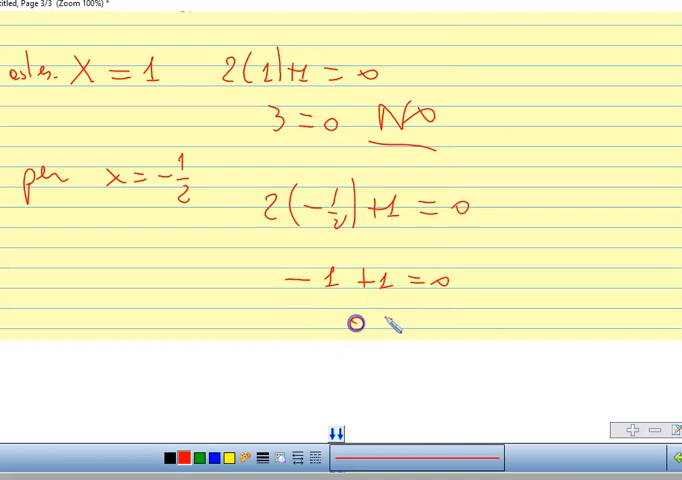 titled, Page 3/3 (Zoom 100%) *
es. X = 1 2(1)+1 = 0
3 = 0 NO
per x = -1/2 2(-1/2)+1 = 0
-1 +1 = 0
0